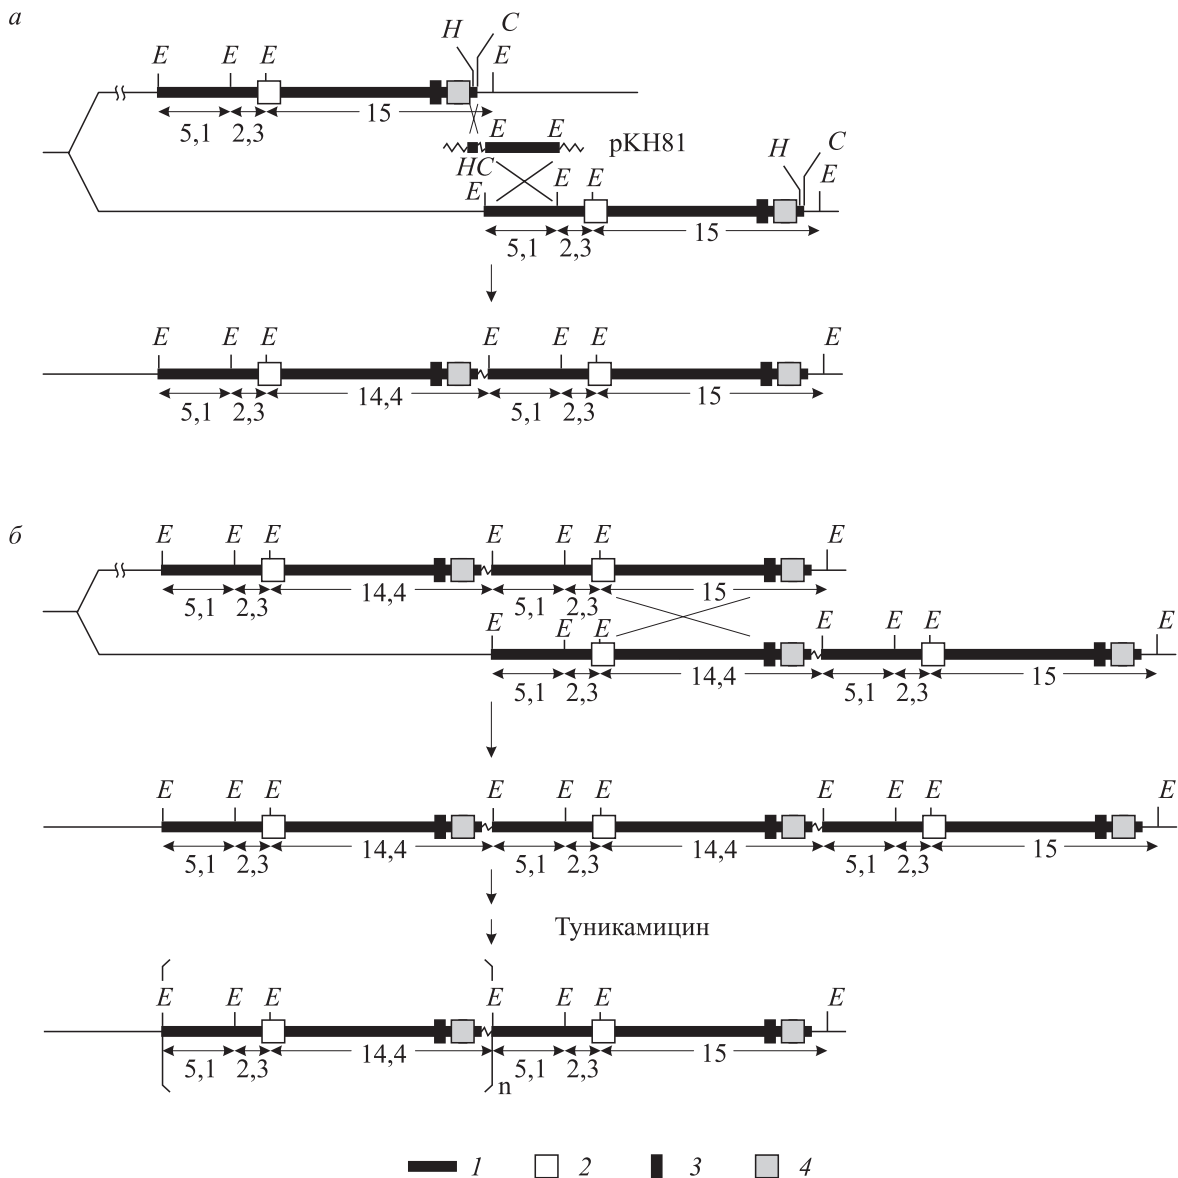 а
H C
E E E E
5,1 2,3 15
E E pKH81
HC
H C
E E E E
5,1 2,3 15
E E E E E E E
5,1 2,3 14,4 5,1 2,3 15
б
E E E E E E E
5,1 2,3 14,4 5,1 2,3 15
E E E E E E E
5,1 2,3 14,4 5,1 2,3 15
E E E E E E E E E E
5,1 2,3 14,4 5,1 2,3 14,4 5,1 2,3 15
Туникамицин
E E E E E E E
5,1 2,3 14,4 5,1 2,3 15
n
1 2 3 4